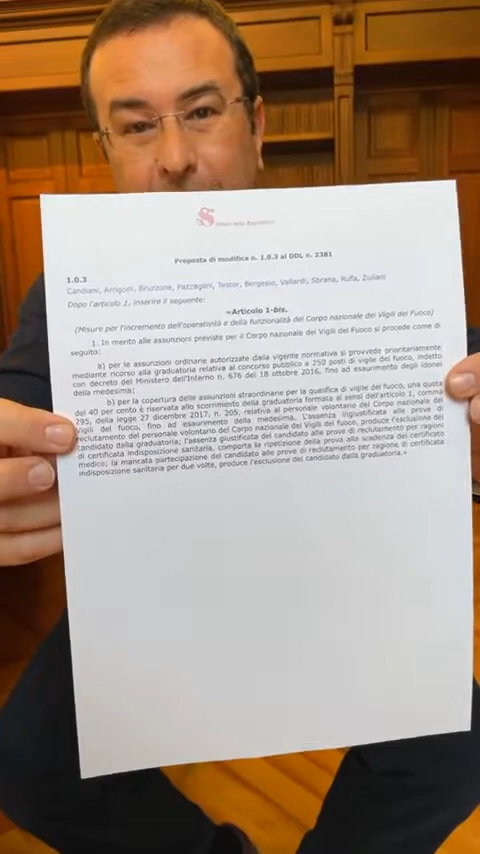 Senato della Repubblica
Proposta di modifica n. 1.0.3 al DDL n. 2381
1.0.3
Candiani, Arrigoni, Bruzzone, Pazzaglini, Testor, Bergesio, Vallardi, Sbrana, Rufa, Zuliani
Dopo l'articolo 1, inserire il seguente:
«Articolo 1-bis.
(Misure per l'incremento dell'operatività e della funzionalità del Corpo nazionale dei Vigili del Fuoco)
1. In merito alle assunzioni previste per il Corpo nazionale dei Vigili del Fuoco si procede come di
seguito:
a) per le assunzioni ordinarie autorizzate dalla vigente normativa si provvede prioritariamente
mediante ricorso alla graduatoria relativa al concorso pubblico a 250 posti di vigile del fuoco, indetto
con decreto del Ministero dell'Interno n. 676 del 18 ottobre 2016, fino ad esaurimento degli idonei
della medesima;
b) per la copertura delle assunzioni straordinarie per la qualifica di vigile del fuoco, una quota
del 40 per cento è riservata allo scorrimento della graduatoria formata ai sensi dell'articolo 1, comma
295, della legge 27 dicembre 2017, n. 205, relativa al personale volontario del Corpo nazionale dei
Vigili del fuoco, fino ad esaurimento della medesima. L'assenza ingiustificata alle prove di
reclutamento del personale volontario del Corpo nazionale dei Vigili del fuoco, produce l'esclusione del
candidato dalla graduatoria; l'assenza giustificata del candidato alle prove di reclutamento per ragioni
di certificata indisposizione sanitaria, comporta la ripetizione della prova alla scadenza del certificato
medico; la mancata partecipazione del candidato alle prove di reclutamento per ragione di certificata
indisposizione sanitaria per due volte, produce l'esclusione del candidato dalla graduatoria.»